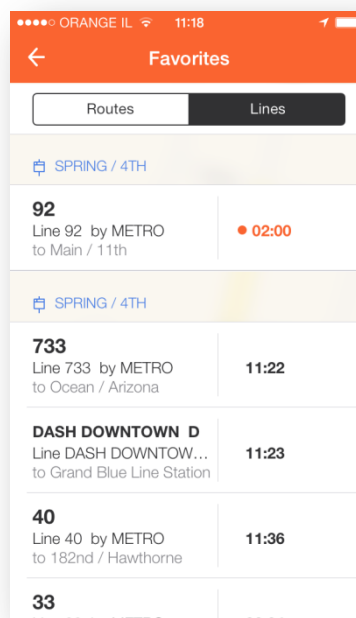 ORANGE IL 11:18
Favorites
Routes Lines
SPRING / 4TH
92
Line 92 by METRO
to Main / 11th
02:00
SPRING / 4TH
733
Line 733 by METRO
to Ocean / Arizona
11:22
DASH DOWNTOWN D
Line DASH DOWNTOW...
to Grand Blue Line Station
11:23
40
Line 40 by METRO
to 182nd / Hawthorne
11:36
33